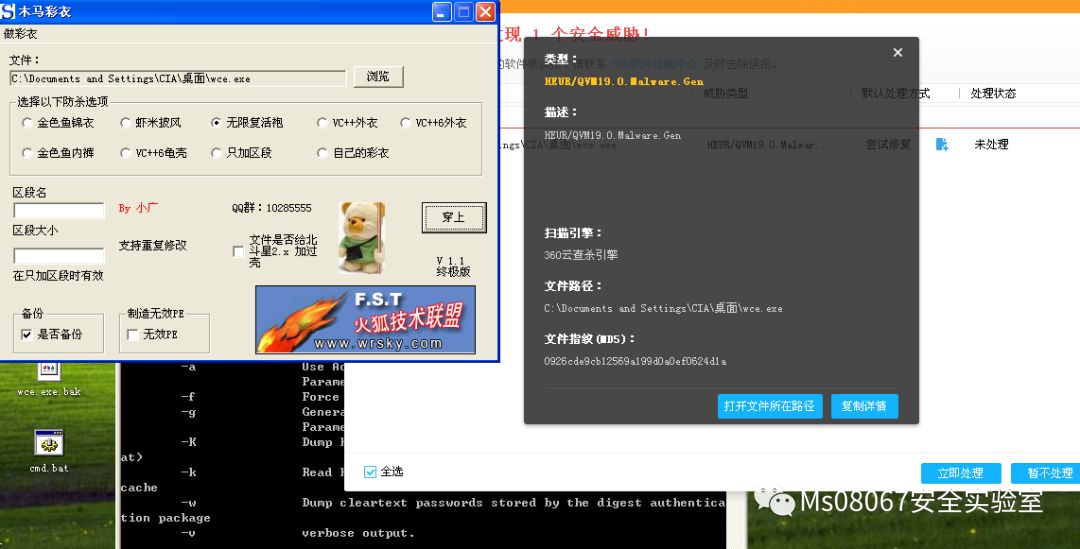 木马彩衣
做彩衣
文件：
C:\Documents and Settings\CIA\桌面\wce.exe
浏览
选择以下防杀选项
金色鱼锦衣
虾米披风
无限复活袍
VC++外衣
VC++6外衣
金色鱼内裤
VC++6龟壳
只加区段
自己的彩衣
区段名
By 小广
QQ群：10285555
穿上
区段大小
支持重复修改
文件是否给北斗星2.x 加过壳
V 1.1
终极版
在只加区段时有效
备份
是否备份
制造无效PE
无效PE
F.S.T
火狐技术联盟
www.wrsky.com
现 1 个安全威胁！
360软件检测中心 及时去除误报。
威胁类型
默认处理方式
处理状态
ngs\CIA\桌面\wce.exe
HEUR/QVM19.0.Malwar...
尝试修复
未处理
类型：
HEUR/QVM19.0.Malware.Gen
描述：
HEUR/QVM19.0.Malware.Gen
扫描引擎：
360云查杀引擎
文件路径：
C:\Documents and Settings\CIA\桌面\wce.exe
文件指纹(MD5)：
0926cde9cb12569a199d0a0ef0624d1a
打开文件所在路径
复制详情
全选
立即处理
暂不处理
wce.exe.bak
cmd.bat
-a Use
Parame
-f Force
-g Genera
Parame
-K Dump
at>
-k Read
cache
-w Dump cleartext passwords stored by the digest authentica
tion package
-v verbose output.
Ms08067安全实验室